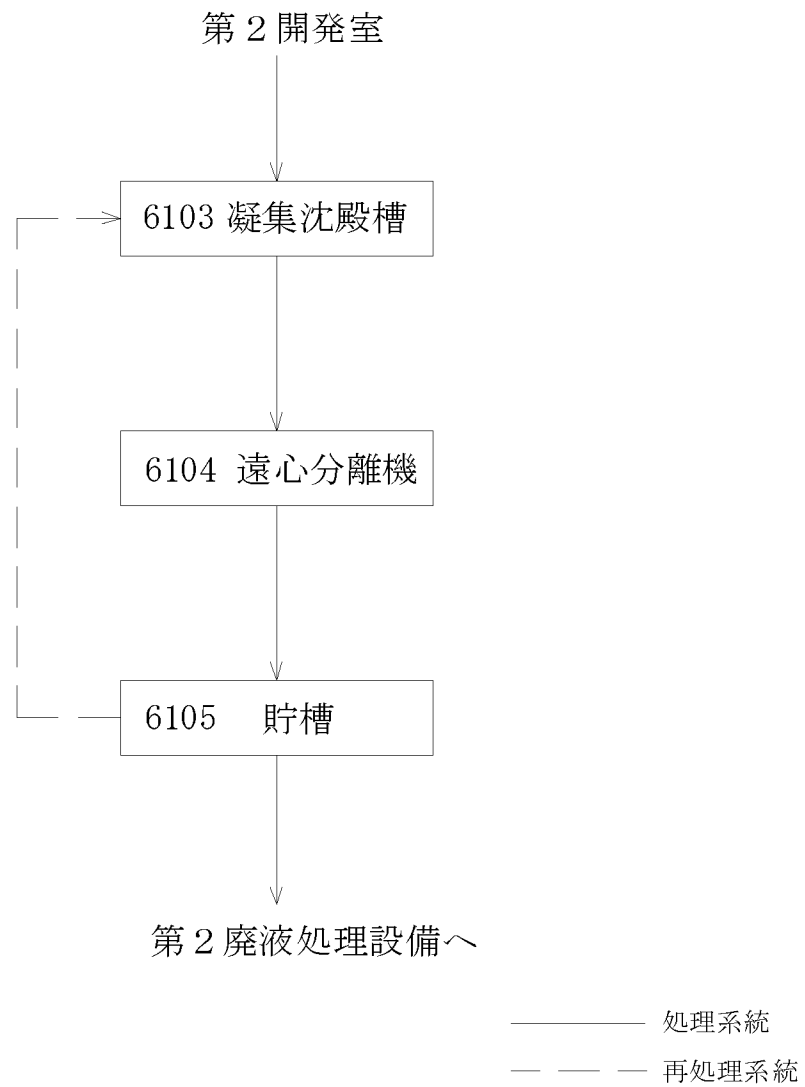 第２開発室
6103 凝集沈殿槽
6104 遠心分離機
6105 貯槽
第２廃液処理設備へ
処理系統
再処理系統